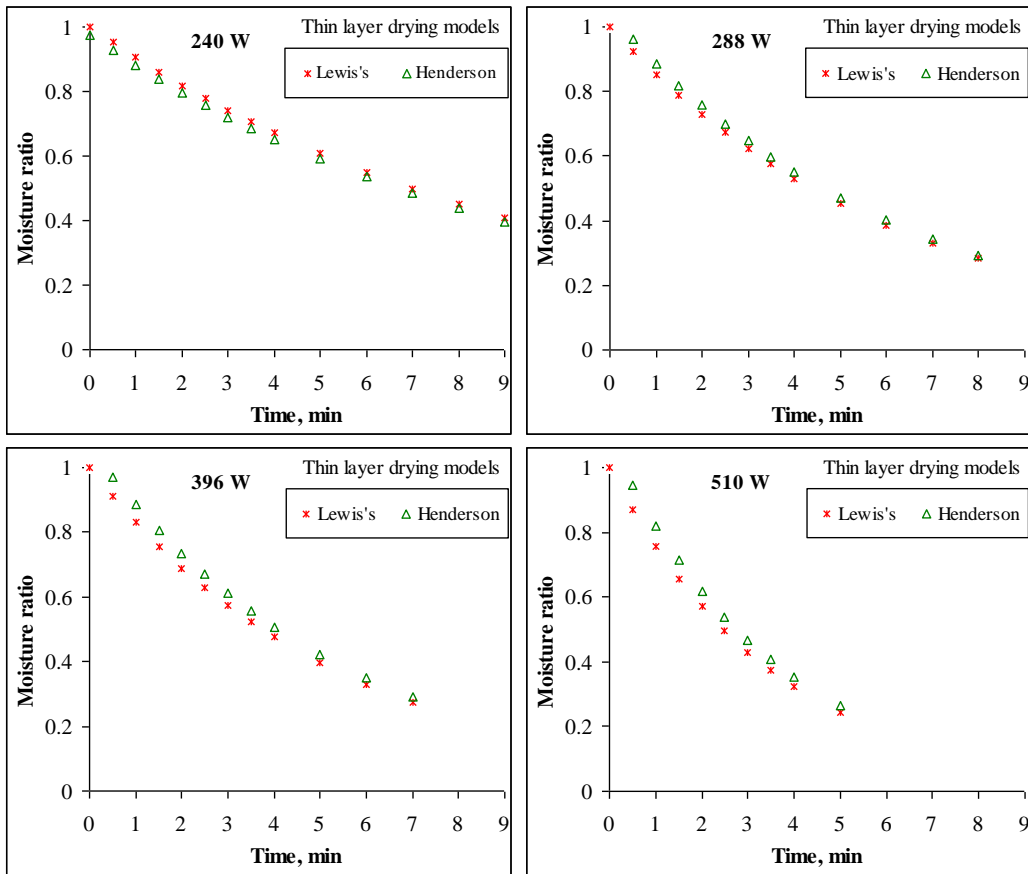 Thin layer drying models
240 W
Lewis's Henderson
Moisture ratio
1
0.8
0.6
0.4
0.2
0
0 1 2 3 4 5 6 7 8 9
Time, min
Thin layer drying models
288 W
Lewis's Henderson
Moisture ratio
1
0.8
0.6
0.4
0.2
0
0 1 2 3 4 5 6 7 8 9
Time, min
Thin layer drying models
396 W
Lewis's Henderson
Moisture ratio
1
0.8
0.6
0.4
0.2
0
0 1 2 3 4 5 6 7 8 9
Time, min
Thin layer drying models
510 W
Lewis's Henderson
Moisture ratio
1
0.8
0.6
0.4
0.2
0
0 1 2 3 4 5 6 7 8 9
Time, min